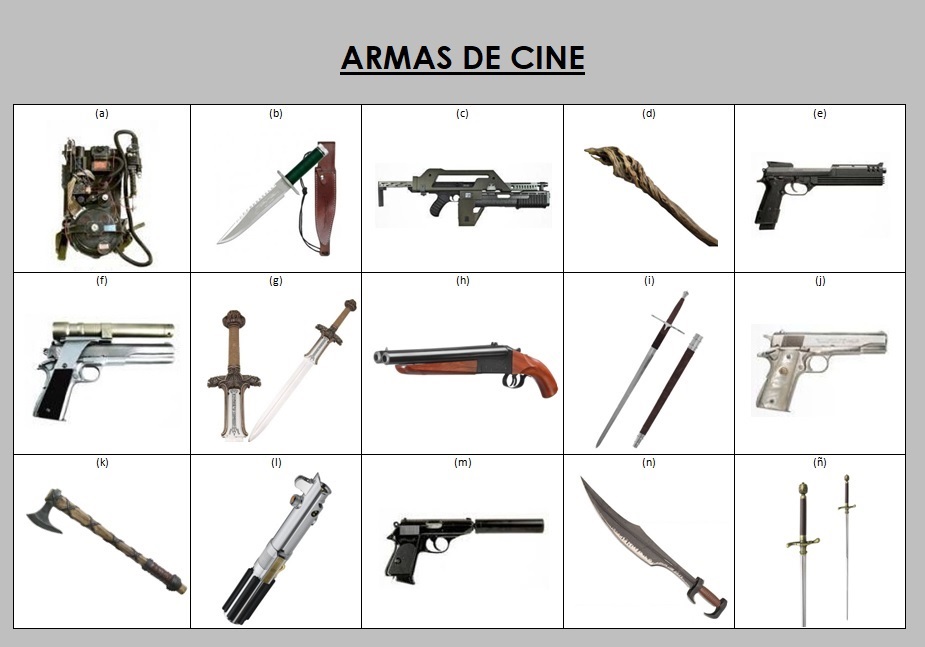 ARMAS DE CINE
(a) (b) (c) (d) (e)
(f) (g) (h) (i) (j)
(k) (l) (m) (n) (ñ)